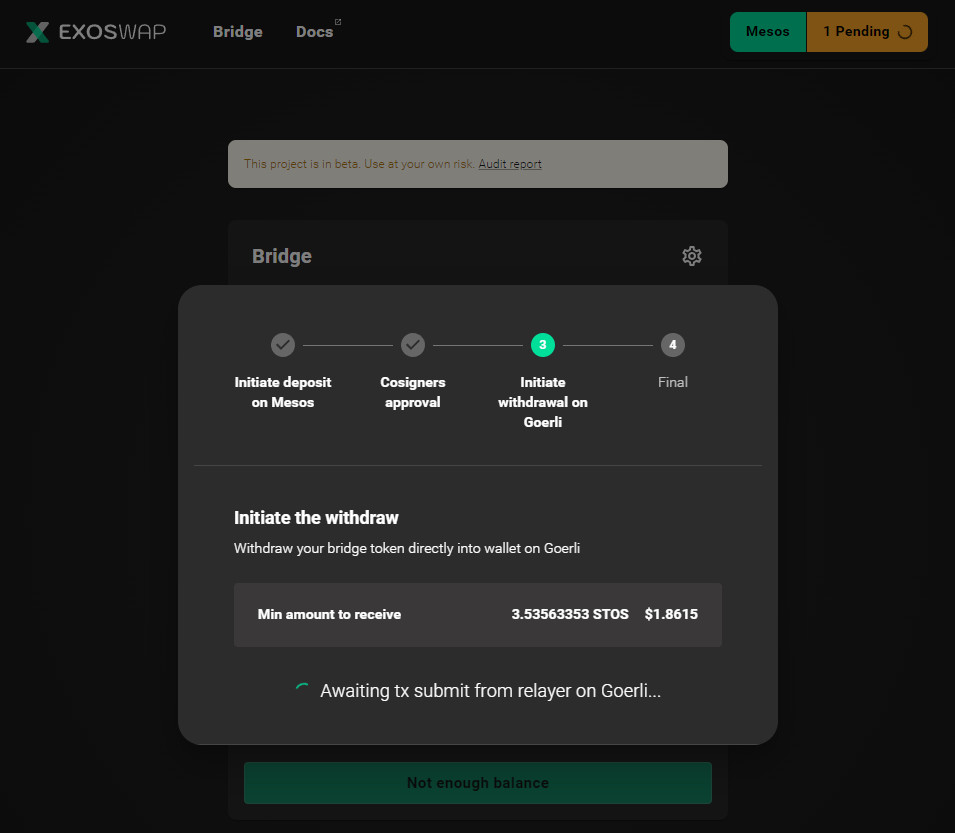 EXOSWAP
Bridge
Docs
Mesos
1 Pending
This project is in beta. Use at your own risk. Audit report
Bridge
3
4
Initiate deposit
on Mesos
Cosigners
approval
Initiate
withdrawal on
Goerli
Final
Initiate the withdraw
Withdraw your bridge token directly into wallet on Goerli
Min amount to receive 3.53563353 STOS $1.8615
Awaiting tx submit from relayer on Goerli...
Not enough balance